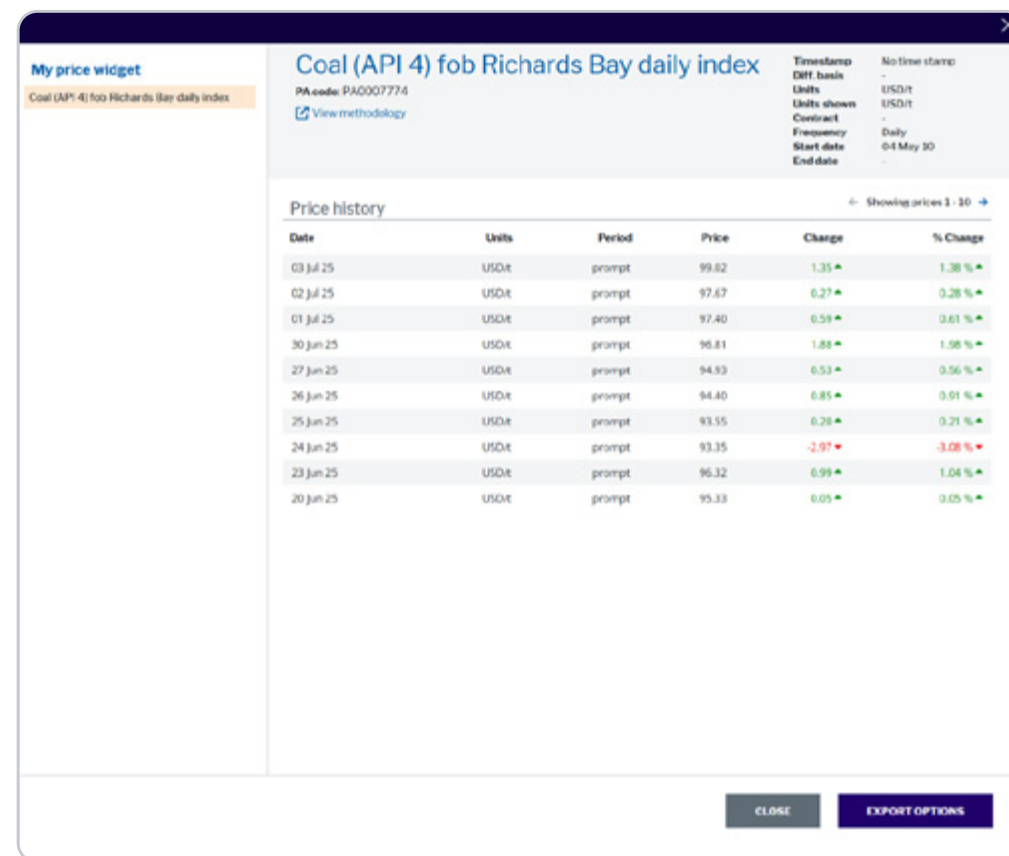 My price widget
Coal (API 4) fob Richards Bay daily index
Coal (API 4) fob Richards Bay daily index
PA code: PA0007774
View methodology
Timestamp No time stamp
Diff. basis -
Units USD/t
Units shown USD/t
Contract -
Frequency Daily
Start date 04 May 10
End date -
Price history
← Showing prices 1 - 10 →
Date Units Period Price Change % Change
03 Jul 25 USD/t prompt 99.02 1.35 1.38 %
02 Jul 25 USD/t prompt 97.67 0.27 0.28 %
01 Jul 25 USD/t prompt 97.40 0.59 0.61 %
30 Jun 25 USD/t prompt 96.81 1.88 1.98 %
27 Jun 25 USD/t prompt 94.93 0.53 0.56 %
26 Jun 25 USD/t prompt 94.40 0.85 0.91 %
25 Jun 25 USD/t prompt 93.55 0.20 0.21 %
24 Jun 25 USD/t prompt 93.35 -2.97 -3.08 %
23 Jun 25 USD/t prompt 96.32 0.99 1.04 %
20 Jun 25 USD/t prompt 95.33 0.05 0.05 %
CLOSE
EXPORT OPTIONS